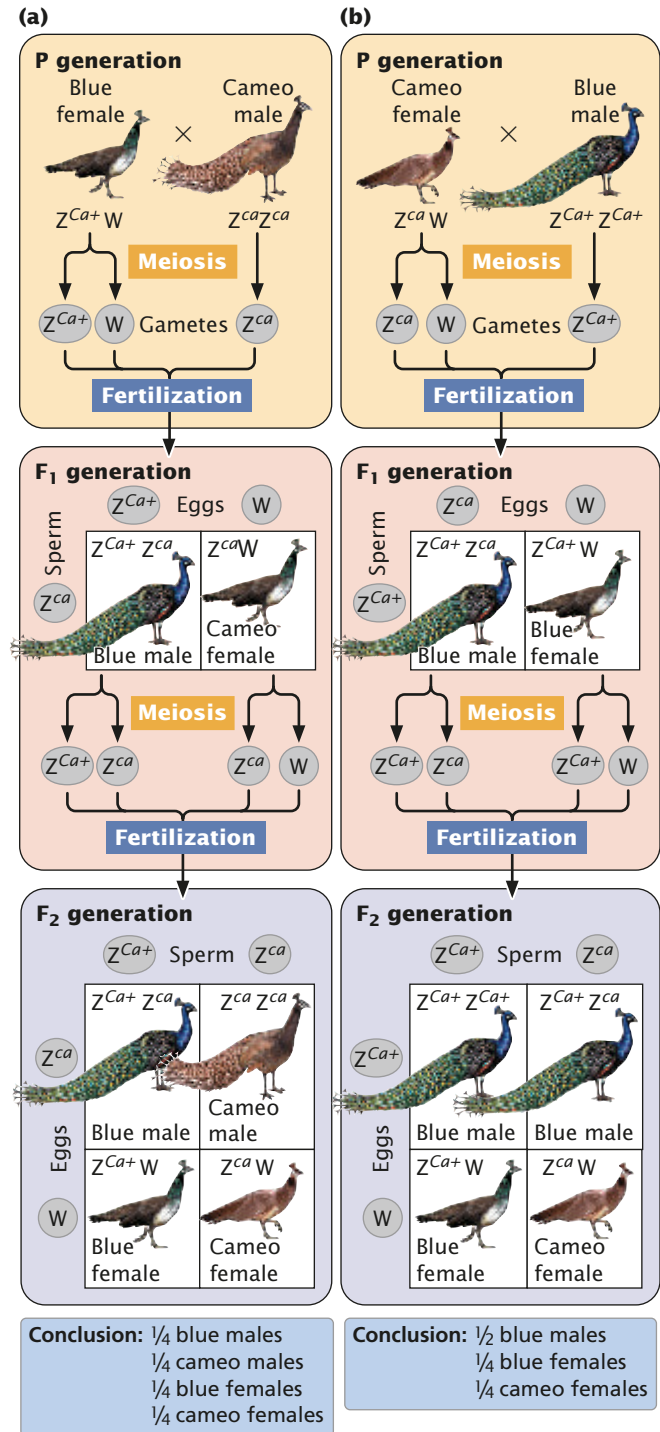 (a)
P generation
Blue female
×
Cameo male
Z^Ca+ W
Z^ca Z^ca
Meiosis
Z^Ca+
W
Gametes
Z^ca
Fertilization
F1 generation
Z^Ca+
Eggs
W
Sperm
Z^ca
Z^Ca+ Z^ca
Blue male
Z^ca W
Cameo female
Meiosis
Z^Ca+
Z^ca
Z^ca
W
Fertilization
F2 generation
Z^Ca+
Sperm
Z^ca
Eggs
Z^ca
Z^Ca+ Z^ca
Blue male
Z^ca Z^ca
Cameo male
W
Z^Ca+ W
Blue female
Z^ca W
Cameo female
Conclusion: ¼ blue males
¼ cameo males
¼ blue females
¼ cameo females
(b)
P generation
Cameo female
×
Blue male
Z^ca W
Z^Ca+ Z^Ca+
Meiosis
Z^ca
W
Gametes
Z^Ca+
Fertilization
F1 generation
Z^ca
Eggs
W
Sperm
Z^Ca+
Z^Ca+ Z^ca
Blue male
Z^Ca+ W
Blue female
Meiosis
Z^Ca+
Z^ca
Z^Ca+
W
Fertilization
F2 generation
Z^Ca+
Sperm
Z^ca
Eggs
Z^Ca+
Z^Ca+ Z^Ca+
Blue male
Z^Ca+ Z^ca
Blue male
W
Z^Ca+ W
Blue female
Z^ca W
Cameo female
Conclusion: ½ blue males
¼ blue females
¼ cameo females